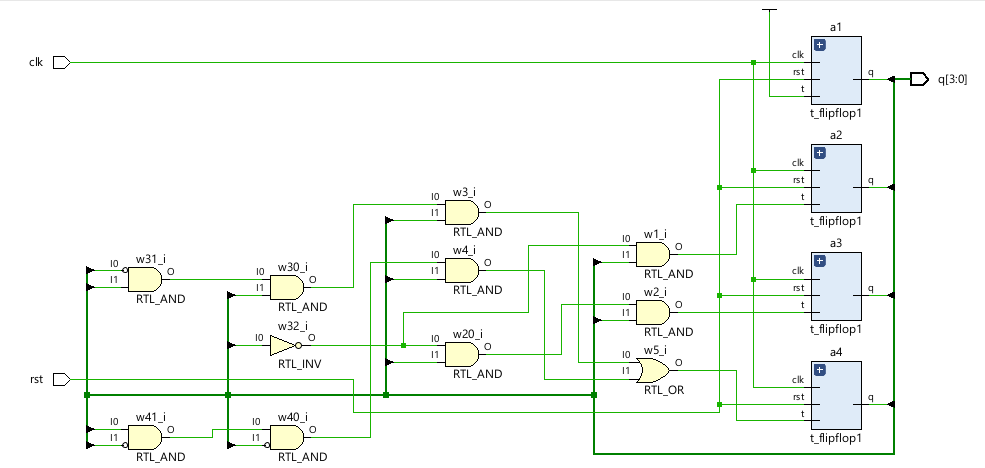 clk
rst
w31_i
I0
I1
O
RTL_AND
w41_i
I0
I1
O
RTL_AND
w30_i
I0
I1
O
RTL_AND
w32_i
I0
O
RTL_INV
w40_i
I0
I1
O
RTL_AND
w3_i
I0
I1
O
RTL_AND
w4_i
I0
I1
O
RTL_AND
w20_i
I0
I1
O
RTL_AND
w1_i
I0
I1
O
RTL_AND
w2_i
I0
I1
O
RTL_AND
w5_i
I0
I1
O
RTL_OR
a1
clk
rst
t
q
t_flipflop1
a2
clk
rst
t
q
t_flipflop1
a3
clk
rst
t
q
t_flipflop1
a4
clk
rst
t
q
t_flipflop1
q[3:0]